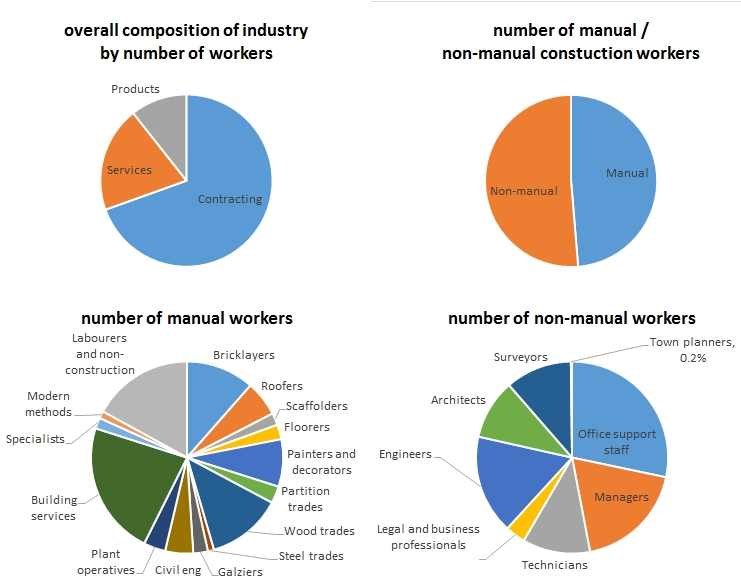 overall composition of industry
by number of workers
Products
Services
Contracting
number of manual /
non-manual constuction workers
Manual
Non-manual
number of manual workers
Labourers
and non-
construction
Bricklayers
Roofers
Scaffolders
Floorers
Painters and
decorators
Partition
trades
Wood trades
Steel trades
Galziers
Civil eng
Plant
operatives
Building
services
Specialists
Modern
methods
number of non-manual workers
Town planners,
0.2%
Surveyors
Architects
Office support
staff
Engineers
Managers
Legal and business
professionals
Technicians